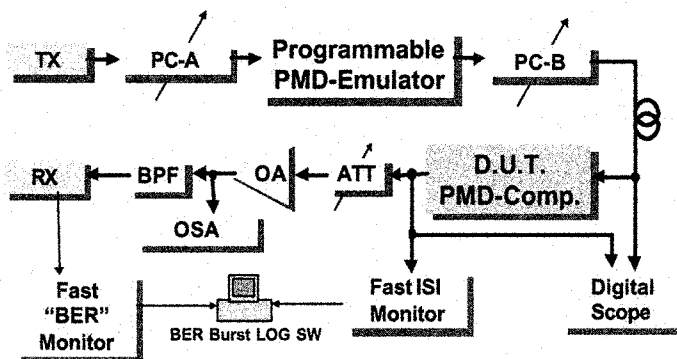 TX
PC-A
Programmable
PMD-Emulator
PC-B
RX
BPF
OA
ATT
D.U.T.
PMD-Comp.
OSA
Fast
“BER”
Monitor
BER Burst LOG SW
Fast ISI
Monitor
Digital
Scope